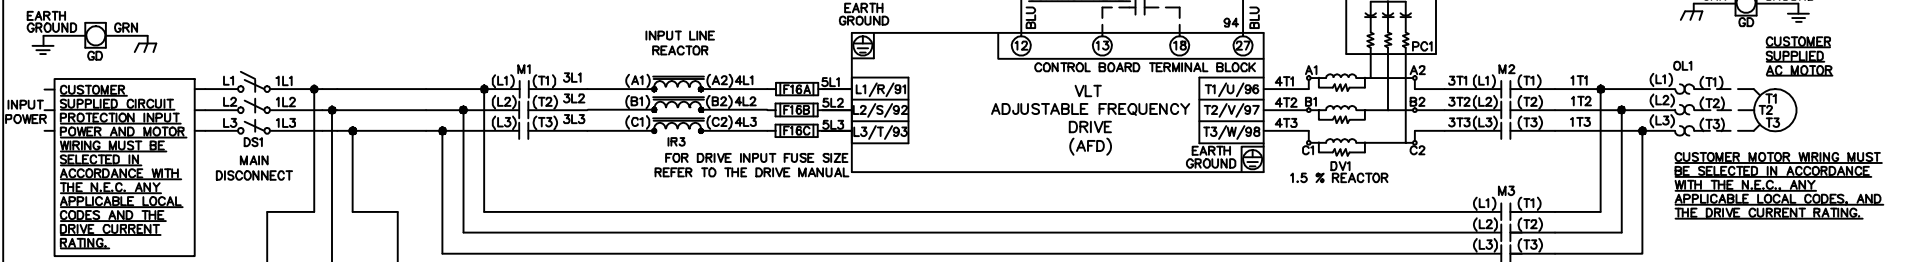 EARTH
GROUND
GRN
GD
INPUT
POWER
CUSTOMER
SUPPLIED CIRCUIT
PROTECTION INPUT
POWER AND MOTOR
WIRING MUST BE
SELECTED IN
ACCORDANCE WITH
THE N.E.C. ANY
APPLICABLE LOCAL
CODES AND THE
DRIVE CURRENT
RATING.
L1 1L1
L2 1L2
L3 1L3
DS1
MAIN
DISCONNECT
M1
(L1) (T1) 3L1
(L2) (T2) 3L2
(L3) (T3) 3L3
INPUT LINE
REACTOR
(A1) (A2) 4L1
(B1) (B2) 4L2
(C1) (C2) 4L3
IR3
IF16A 5L1
IF16B 5L2
IF16C 5L3
FOR DRIVE INPUT FUSE SIZE
REFER TO THE DRIVE MANUAL
EARTH
GROUND
L1/R/91
L2/S/92
L3/T/93
BLU
94
BLU
12 13 18 27
CONTROL BOARD TERMINAL BLOCK
VLT
ADJUSTABLE FREQUENCY
DRIVE
(AFD)
T1/U/96
T2/V/97
T3/W/98
EARTH
GROUND
4T1 A1 A2
4T2 B1 B2
4T3 C1 C2
DV1
1.5 % REACTOR
PC1
M2
3T1 (L1) (T1) 1T1
3T2 (L2) (T2) 1T2
3T3 (L3) (T3) 1T3
M3
(L1) (T1)
(L2) (T2)
(L3) (T3)
GD
CUSTOMER
SUPPLIED
AC MOTOR
OL1
(L1) (T1)
(L2) (T2)
(L3) (T3)
T1
T2
T3
CUSTOMER MOTOR WIRING MUST
BE SELECTED IN ACCORDANCE
WITH THE N.E.C., ANY
APPLICABLE LOCAL CODES, AND
THE DRIVE CURRENT RATING.